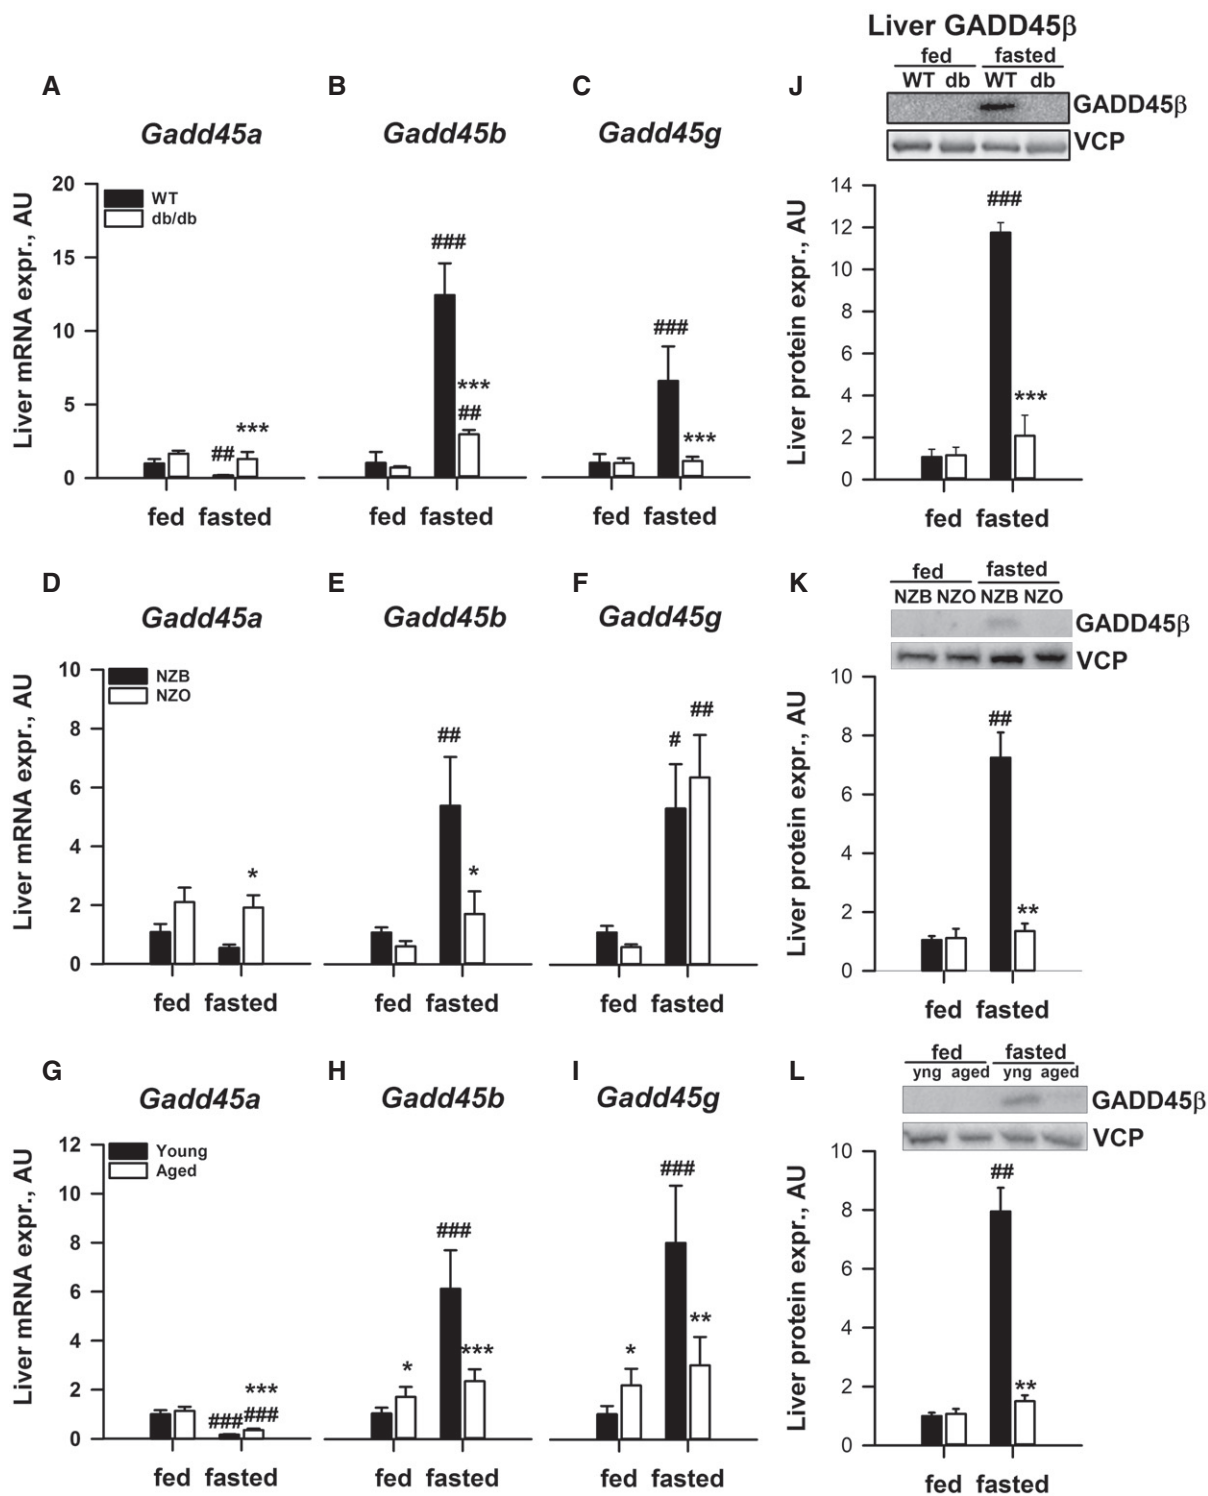 Liver GADD45β
fed fasted
WT db WT db
GADD45β
VCP
A B C J
Gadd45a Gadd45b Gadd45g
Liver mRNA expr., AU
20
15
10
5
0
WT
db/db
## ***
###
***
##
###
***
fed fasted fed fasted fed fasted
Liver protein expr., AU
14
12
10
8
6
4
2
0
###
***
fed fasted
D E F K
Gadd45a Gadd45b Gadd45g
fed fasted
NZB NZO NZB NZO
GADD45β
VCP
Liver mRNA expr., AU
10
8
6
4
2
0
NZB
NZO
*
##
*
# ##
fed fasted fed fasted fed fasted
Liver protein expr., AU
10
8
6
4
2
0
##
**
fed fasted
G H I L
Gadd45a Gadd45b Gadd45g
fed fasted
yng aged yng aged
GADD45β
VCP
Liver mRNA expr., AU
12
10
8
6
4
2
0
Young
Aged
***
### ###
*
###
***
*
###
**
fed fasted fed fasted fed fasted
Liver protein expr., AU
10
8
6
4
2
0
##
**
fed fasted